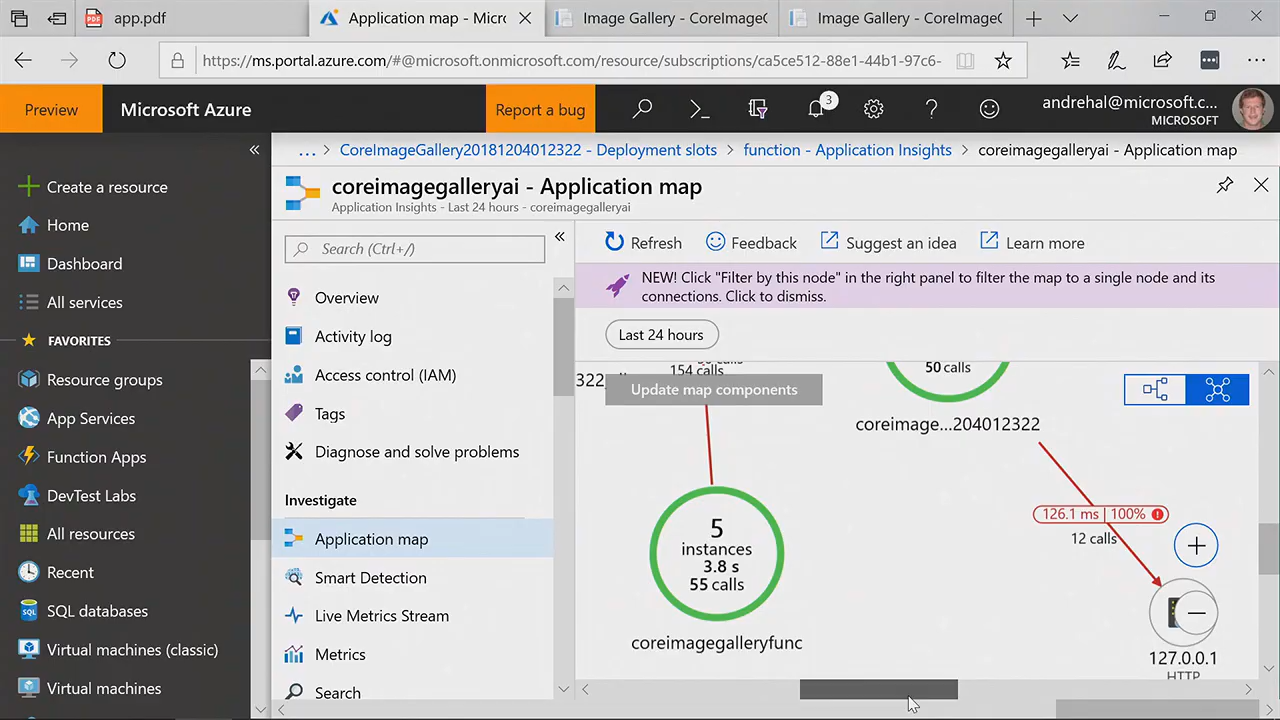 app.pdf
Application map - Micro
Image Gallery - CoreImageG
Image Gallery - CoreImageG
https://ms.portal.azure.com/#@microsoft.onmicrosoft.com/resource/subscriptions/ca5ce512-88e1-44b1-97c6-
Preview
Microsoft Azure
Report a bug
3
andrehal@microsoft.c...
MICROSOFT
... > CoreImageGallery20181204012322 - Deployment slots > function - Application Insights > coreimagegalleryai - Application map
coreimagegalleryai - Application map
Application Insights - Last 24 hours - coreimagegalleryai
Create a resource
Home
Dashboard
All services
FAVORITES
Resource groups
App Services
Function Apps
DevTest Labs
All resources
Recent
SQL databases
Virtual machines (classic)
Virtual machines
Search (Ctrl+/)
Overview
Activity log
Access control (IAM)
Tags
Diagnose and solve problems
Investigate
Application map
Smart Detection
Live Metrics Stream
Metrics
Search
Refresh
Feedback
Suggest an idea
Learn more
NEW! Click "Filter by this node" in the right panel to filter the map to a single node and its
connections. Click to dismiss.
Last 24 hours
154 calls
Update map components
50 calls
coreimage...204012322
126.1 ms | 100%
12 calls
5
instances
3.8 s
55 calls
coreimagegalleryfunc
127.0.0.1
HTTP